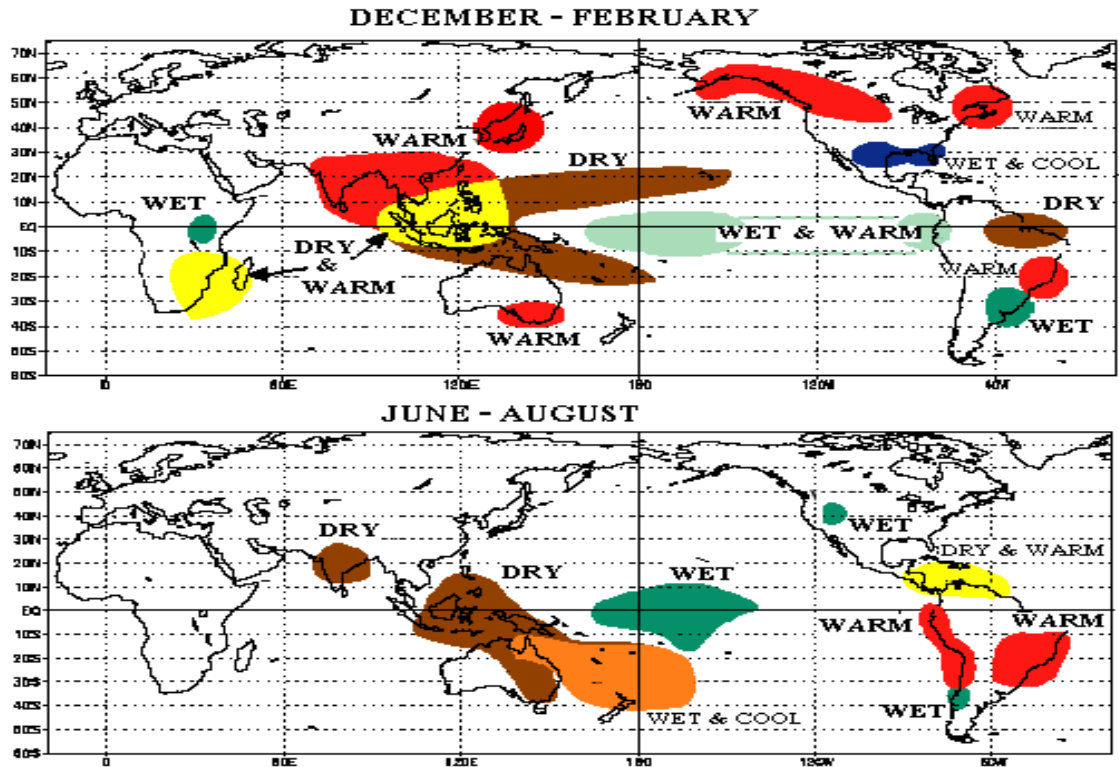 DECEMBER - FEBRUARY
70N
60N
50N
40N
30N
20N
10N
EQ
10S
20S
30S
40S
50S
60S
WARM
WARM
WARM
DRY
WET & COOL
WET
DRY
WET & WARM
DRY
&
WARM
WARM
WARM
WET
0
60E
120E
180
120W
60W
JUNE - AUGUST
70N
60N
50N
40N
30N
20N
10N
EQ
10S
20S
30S
40S
50S
60S
DRY
WET
DRY & WARM
DRY
WET
WARM
WARM
WET & COOL
WET
0
60E
120E
180
120W
60W